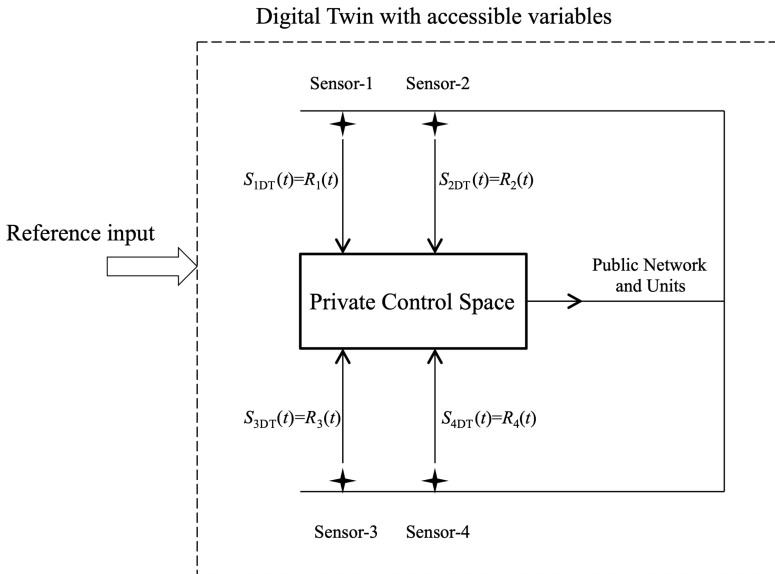 Digital Twin with accessible variables
Sensor-1
Sensor-2
S1DT(t)=R1(t)
S2DT(t)=R2(t)
Reference input
Private Control Space
Public Network
and Units
S3DT(t)=R3(t)
S4DT(t)=R4(t)
Sensor-3
Sensor-4